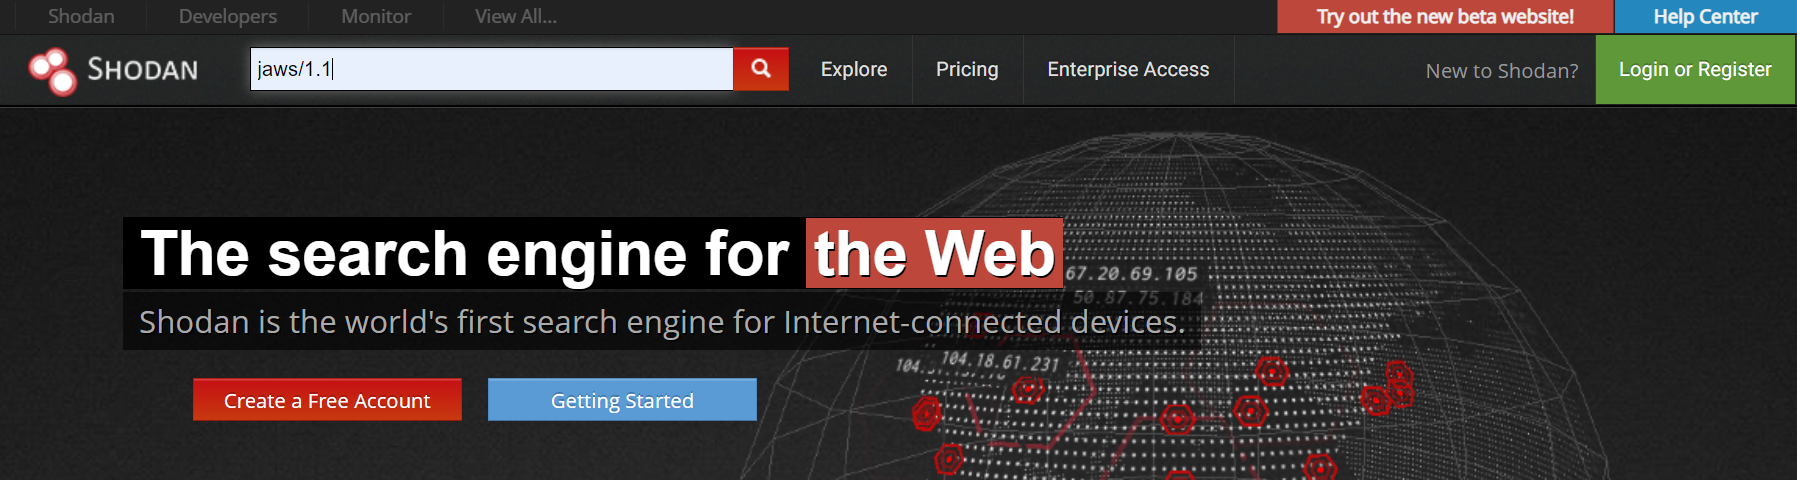 Shodan Developers Monitor View All... Try out the new beta website! Help Center
SHODAN jaws/1.1 Explore Pricing Enterprise Access New to Shodan? Login or Register
The search engine for the Web
67.20.69.105
50.87.75.184
Shodan is the world's first search engine for Internet-connected devices.
104.18.61.231
104.
Create a Free Account Getting Started